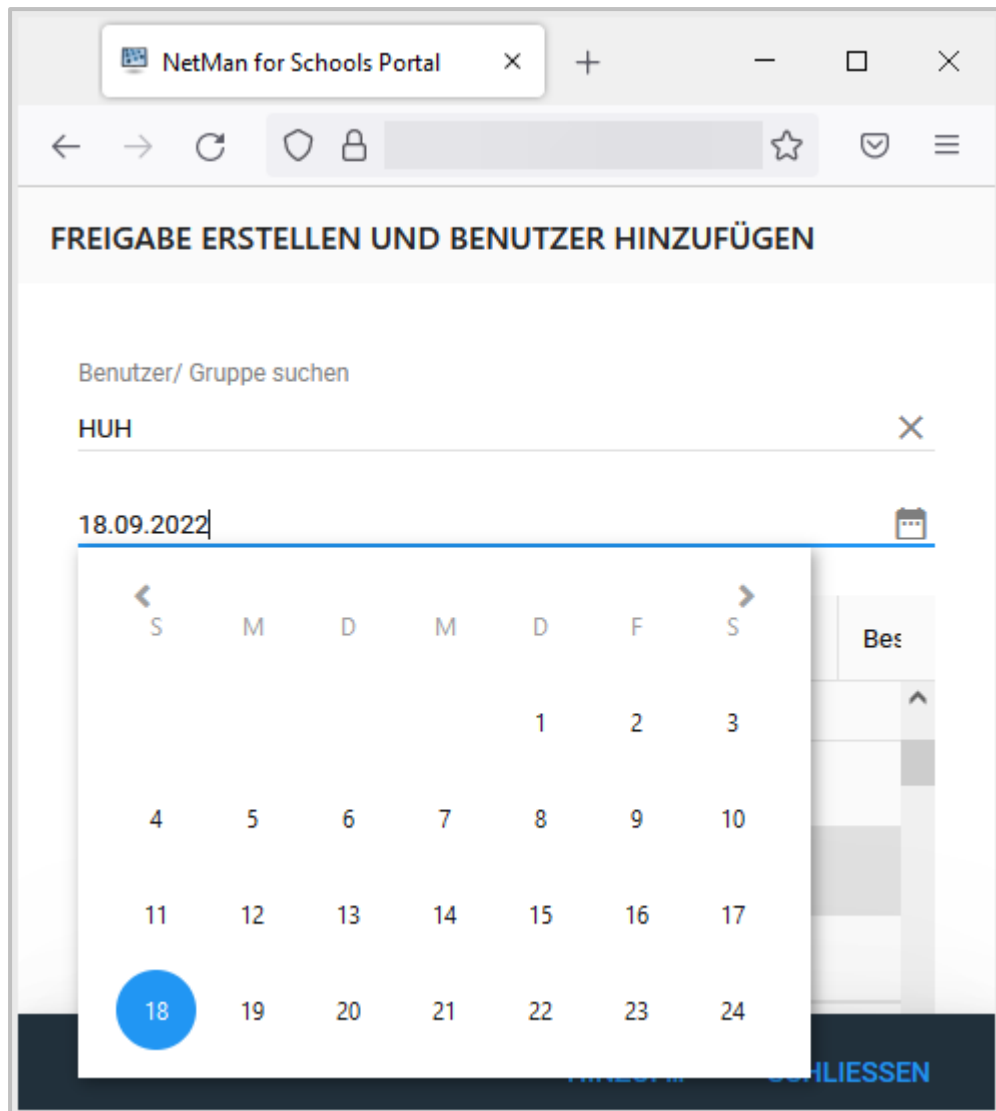 NetMan for Schools Portal
FREIGABE ERSTELLEN UND BENUTZER HINZUFÜGEN
Benutzer/ Gruppe suchen
HUH
18.09.2022
S M D M D F S
Bes
1 2 3
4 5 6 7 8 9 10
11 12 13 14 15 16 17
18 19 20 21 22 23 24
SCHLIESSEN